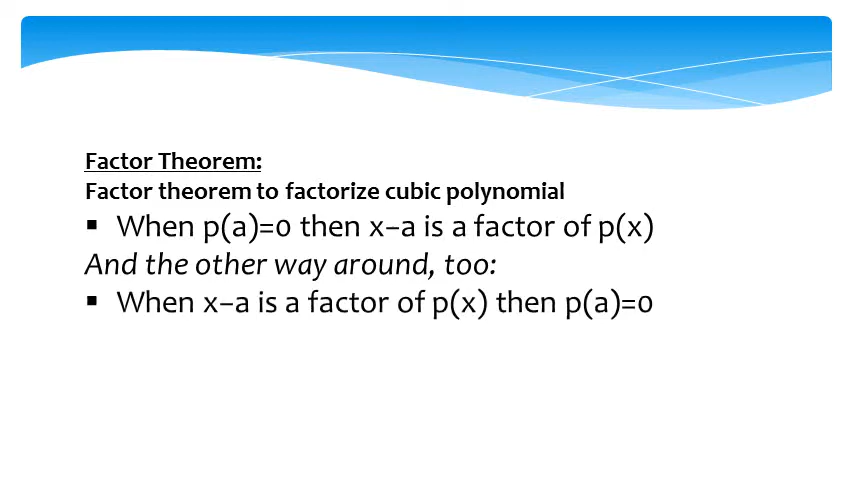 Factor Theorem:
Factor theorem to factorize cubic polynomial
▪ When p(a)=0 then x–a is a factor of p(x)
And the other way around, too:
▪ When x–a is a factor of p(x) then p(a)=0